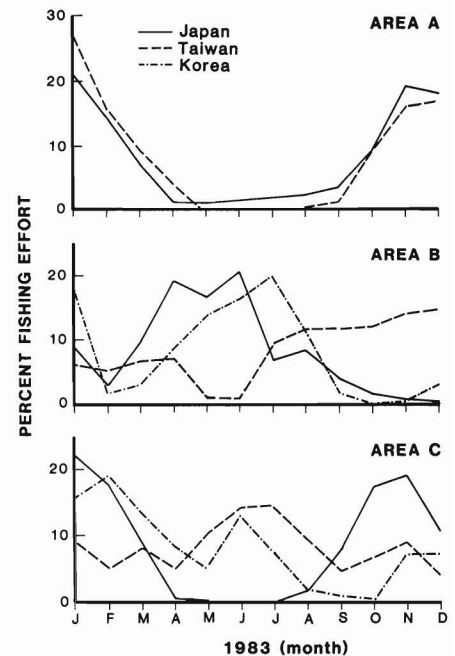 30
AREA A
Japan
Taiwan
Korea
20
10
0
AREA B
20
10
0
PERCENT FISHING EFFORT
AREA C
20
10
0
J F M A M J J A S O N D
1983 (month)